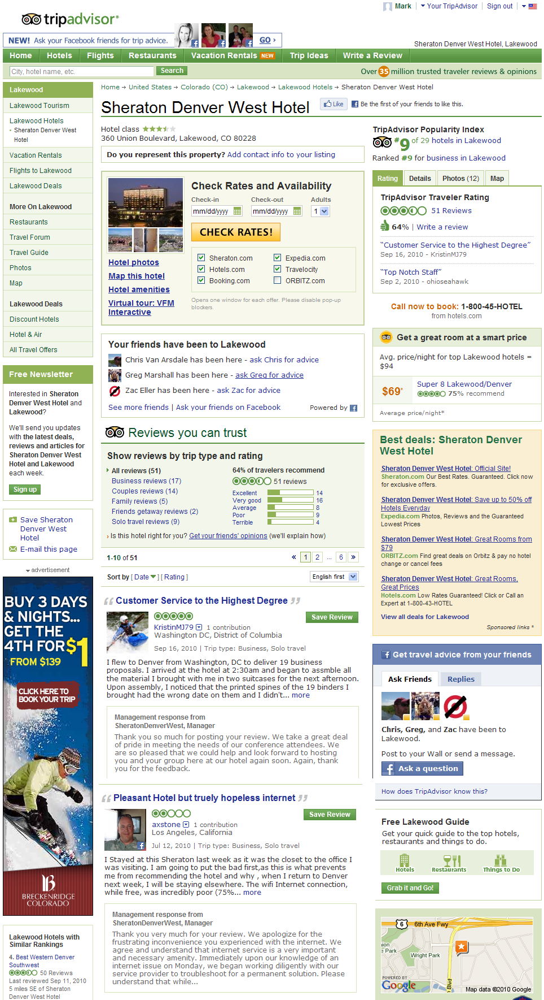 Mark
Your TripAdvisor
Sign out
tripadvisor®
NEW! Ask your Facebook friends for trip advice.
GO ›
Sheraton Denver West Hotel, Lakewood
Home
Hotels
Flights
Restaurants
Vacation Rentals NEW
Trip Ideas
Write a Review
City, hotel name, etc.
Search
Over 35 million trusted traveler reviews & opinions
Lakewood
Lakewood Tourism
Lakewood Hotels
• Sheraton Denver West
Hotel
Vacation Rentals
Flights to Lakewood
Lakewood Deals
More On Lakewood
Restaurants
Travel Forum
Travel Guide
Photos
Map
Lakewood Deals
Discount Hotels
Hotel & Air
All Travel Offers
Free Newsletter
Interested in Sheraton
Denver West Hotel and
Lakewood?
We'll send you updates
with the latest deals,
reviews and articles for
Sheraton Denver West
Hotel and Lakewood
each week.
Sign up
Save Sheraton
Denver West
Hotel
E-mail this page
advertisement
BUY 3 DAYS
& NIGHTS...
GET THE
4TH FOR $1
FROM $139
CLICK HERE TO
BOOK YOUR TRIP
BRECKENRIDGE
COLORADO
Lakewood Hotels with
Similar Rankings
4. Best Western Denver
Southwest
50 Reviews
Last reviewed Sep 11, 2010
5 miles SE of Sheraton
Denver West Hotel
Home → United States → Colorado (CO) → Lakewood → Lakewood Hotels → Sheraton Denver West Hotel
Sheraton Denver West Hotel
Like
Be the first of your friends to like this.
Hotel class
360 Union Boulevard, Lakewood, CO 80228
Do you represent this property? Add contact info to your listing
Check Rates and Availability
Check-in
Check-out
Adults
mm/dd/yyyy
mm/dd/yyyy
1
CHECK RATES!
Sheraton.com
Expedia.com
Hotels.com
Travelocity
Booking.com
ORBITZ.com
Opens one window for each offer. Please disable pop-up
blockers.
Hotel photos
Map this hotel
Hotel amenities
Virtual tour: VFM
Interactive
Your friends have been to Lakewood
Chris Van Arsdale has been here - ask Chris for advice
Greg Marshall has been here - ask Greg for advice
Zac Eller has been here - ask Zac for advice
See more friends | Ask your friends on Facebook
Powered by
Reviews you can trust
Show reviews by trip type and rating
All reviews (51)
Business reviews (17)
Couples reviews (14)
Family reviews (5)
Friends getaway reviews (2)
Solo travel reviews (9)
64% of travelers recommend
51 reviews
Excellent 14
Very good 16
Average 8
Poor 9
Terrible 4
› Is this hotel right for you? Get your friends' opinions (we'll explain how)
1-10 of 51
« 1 2 ... 6 »
Sort by [ Date ] [ Rating ]
English first
“ Customer Service to the Highest Degree ”
Save Review
KristinMJ79 1 contribution
Washington DC, District of Columbia
Sep 16, 2010 | Trip type: Business, Solo travel
I flew to Denver from Washington, DC to deliver 19 business
proposals. I arrived at the hotel at 2:30am and began to assmble all
the material I brought with me in two suitcases for the next afternoon.
Upon assembly, I noticed that the printed spines of the 19 binders I
brought had the wrong date on them and I didn't... more
Management response from
SheratonDenverWest, Manager
Thank you so much for posting your review. We take a great deal
of pride in meeting the needs of our conference attendees. We
are so pleased that we could help and look forward to hosting
you and your group here at our hotel again soon. Again, thank
you for the feedback.
“ Pleasant Hotel but truely hopeless internet ”
Save Review
axstone 1 contribution
Los Angeles, California
Jul 12, 2010 | Trip type: Business, Solo travel
I Stayed at this Sheraton last week as it was the closet to the office I
was visiting. I am going to put the bad first,as this is what prevents
me from recommending the hotel and why , when I return to Denver
next week, I will be staying elsewhere. The wifi Internet connection,
while free, was incredibly poor (75%... more
Management response from
SheratonDenverWest, Manager
Thank you very much for your review. We apologize for the
frustrating inconvenience you experienced with the internet. We
agree and understand that internet service is a very important
and necessary amenity. Immediately upon our knowledge of an
internet issue on Monday, we began working diligently with our
service provider to troubleshoot for a permanent solution. Please
understand that while...
TripAdvisor Popularity Index
#9 of 29 hotels in Lakewood
Ranked #9 for business in Lakewood
Rating
Details
Photos (12)
Map
TripAdvisor Traveler Rating
51 Reviews
64% | Write a review
“Customer Service to the Highest Degree”
Sep 16, 2010 - KristinMJ79
“Top Notch Staff”
Sep 2, 2010 - ohioseahawk
Call now to book: 1-800-45-HOTEL
from hotels.com
Get a great room at a smart price
Avg. price/night for top Lakewood hotels =
$94
$69*
Super 8 Lakewood/Denver
75% recommend
Average price/night*
Best deals: Sheraton Denver
West Hotel
Sheraton Denver West Hotel: Official Site!
Sheraton.com Our Best Rates. Guaranteed. Click now
for exclusive offers.
Sheraton Denver West Hotel: Save up to 50% off
Hotels Everyday
Expedia.com Photos, Reviews and the Guaranteed
Lowest Prices
Sheraton Denver West Hotel: Great Rooms from
$79
ORBITZ.com Find great deals on Orbitz & pay no hotel
change or cancel fees
Sheraton Denver West Hotel: Great Rooms,
Great Prices
Hotels.com Low Rates Guaranteed! Click or Call an
Expert at 1-800-43-HOTEL
View all deals for Lakewood
Sponsored links *
Get travel advice from your friends
Ask Friends
Replies
Chris, Greg, and Zac have been to
Lakewood.
Post to your Wall or send a message.
Ask a question
How does TripAdvisor know this?
Free Lakewood Guide
Get your quick guide to the top hotels,
restaurants and things to do.
Hotels
Restaurants
Things to Do
Grab it and Go!
6
6th Ave Fwy
ion
e Park
Wright Park
n Blvd
POWERED BY
Google
Map data ©2010 Google